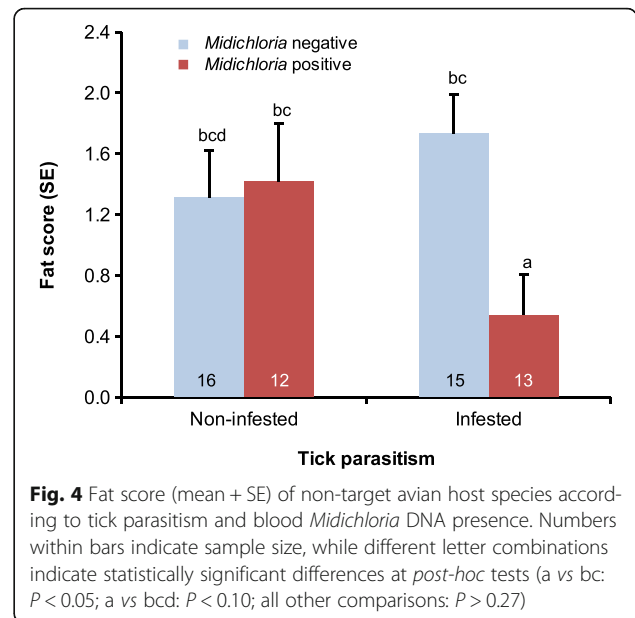 2.4
Midichloria negative
Midichloria positive
2.0
1.6
1.2
0.8
0.4
0.0
Fat score (SE)
bcd
bc
bc
a
16
12
15
13
Non-infested
Infested
Tick parasitism
Fig. 4 Fat score (mean + SE) of non-target avian host species accord-
ing to tick parasitism and blood Midichloria DNA presence. Numbers
within bars indicate sample size, while different letter combinations
indicate statistically significant differences at post-hoc tests (a vs bc:
P < 0.05; a vs bcd: P < 0.10; all other comparisons: P > 0.27)